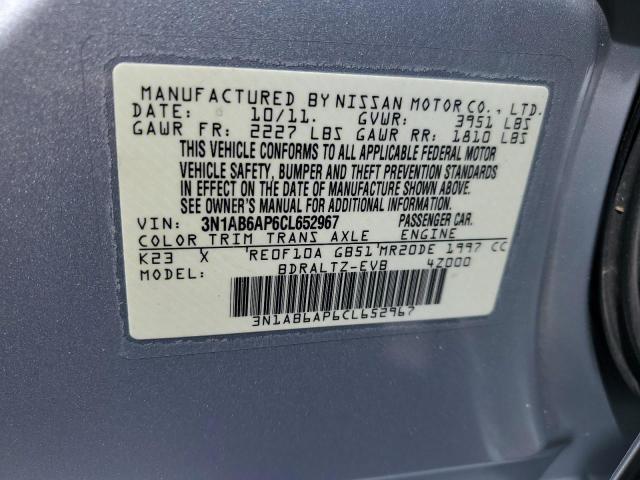 MANUFACTURED BY NISSAN MOTOR CO., LTD.
DATE: 10/11. GVWR: 3951 LBS
GAWR FR: 2227 LBS GAWR RR: 1810 LBS
THIS VEHICLE CONFORMS TO ALL APPLICABLE FEDERAL MOTOR
VEHICLE SAFETY, BUMPER AND THEFT PREVENTION STANDARDS
IN EFFECT ON THE DATE OF MANUFACTURE SHOWN ABOVE.
SEE OWNER'S MANUAL FOR ADDITIONAL INFORMATION
VIN: 3N1AB6AP6CL652967 PASSENGER CAR.
COLOR TRIM TRANS AXLE ENGINE
K23 X RE0F10A GB51 MR20DE 1997 CC
MODEL: BDRALTZ-EVB 4Z000
3N1AB6AP6CL652967